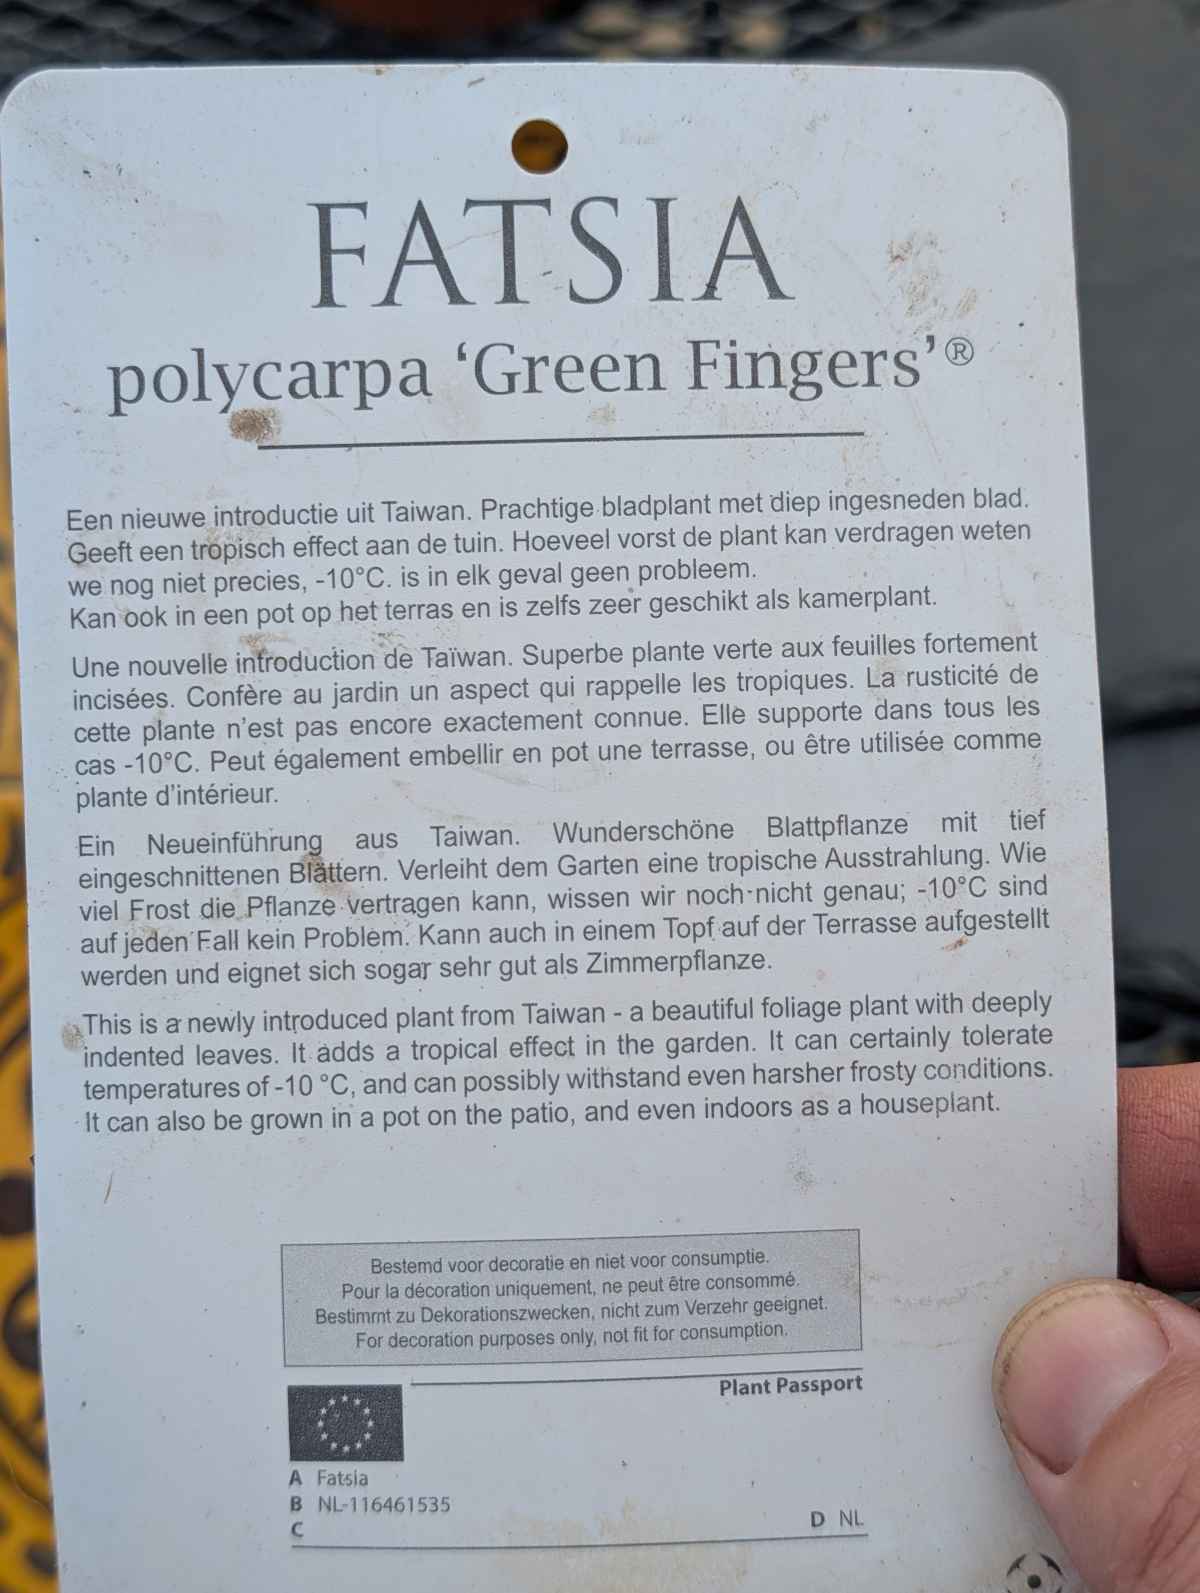 FATSIA
polycarpa ‘Green Fingers’®
Een nieuwe introductie uit Taiwan. Prachtige bladplant met diep ingesneden blad.
Geeft een tropisch effect aan de tuin. Hoeveel vorst de plant kan verdragen weten
we nog niet precies, -10°C. is in elk geval geen probleem.
Kan ook in een pot op het terras en is zelfs zeer geschikt als kamerplant.
Une nouvelle introduction de Taïwan. Superbe plante verte aux feuilles fortement
incisées. Confère au jardin un aspect qui rappelle les tropiques. La rusticité de
cette plante n’est pas encore exactement connue. Elle supporte dans tous les
cas -10°C. Peut également embellir en pot une terrasse, ou être utilisée comme
plante d’intérieur.
Ein Neueinführung aus Taiwan. Wunderschöne Blattpflanze mit tief
eingeschnittenen Blättern. Verleiht dem Garten eine tropische Ausstrahlung. Wie
viel Frost die Pflanze vertragen kann, wissen wir noch nicht genau; -10°C sind
auf jeden Fall kein Problem. Kann auch in einem Topf auf der Terrasse aufgestellt
werden und eignet sich sogar sehr gut als Zimmerpflanze.
This is a newly introduced plant from Taiwan - a beautiful foliage plant with deeply
indented leaves. It adds a tropical effect in the garden. It can certainly tolerate
temperatures of -10 °C, and can possibly withstand even harsher frosty conditions.
It can also be grown in a pot on the patio, and even indoors as a houseplant.
Bestemd voor decoratie en niet voor consumptie.
Pour la décoration uniquement, ne peut être consommé.
Bestimmt zu Dekorationszwecken, nicht zum Verzehr geeignet.
For decoration purposes only, not fit for consumption.
Plant Passport
A Fatsia
B NL-116461535
C
D NL